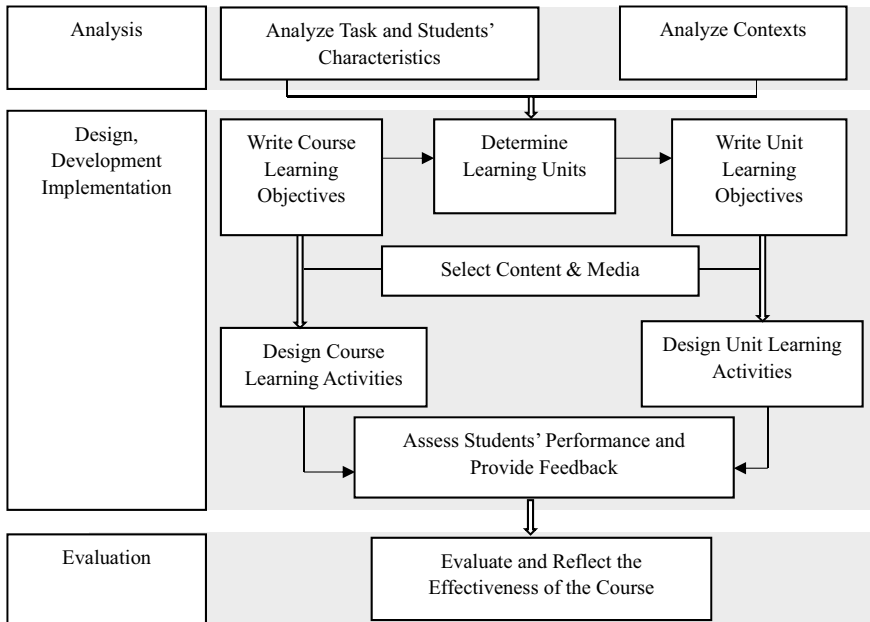 Analysis
Analyze Task and Students’
Characteristics
Analyze Contexts
Design,
Development
Implementation
Write Course
Learning
Objectives
Determine
Learning Units
Write Unit
Learning
Objectives
Select Content & Media
Design Course
Learning Activities
Design Unit Learning
Activities
Assess Students’ Performance and
Provide Feedback
Evaluation
Evaluate and Reflect the
Effectiveness of the Course